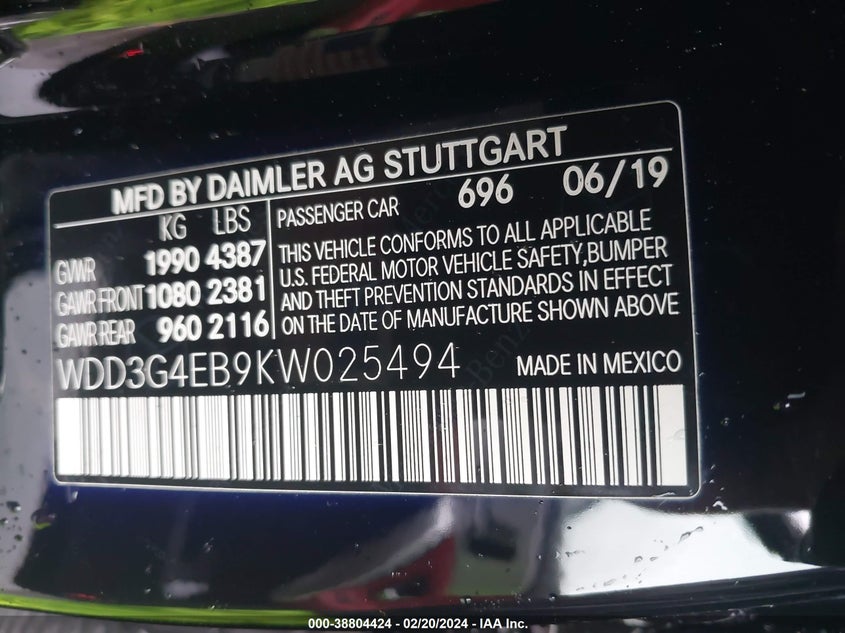 MFD BY DAIMLER AG STUTTGART
KG LBS
GVWR 1990 4387
GAWR FRONT 1080 2381
GAWR REAR 960 2116
PASSENGER CAR 696 06/19
THIS VEHICLE CONFORMS TO ALL APPLICABLE
U.S. FEDERAL MOTOR VEHICLE SAFETY,BUMPER
AND THEFT PREVENTION STANDARDS IN EFFECT
ON THE DATE OF MANUFACTURE SHOWN ABOVE
WDD3G4EB9KW025494 MADE IN MEXICO
000-38804424 - 02/20/2024 - IAA Inc.